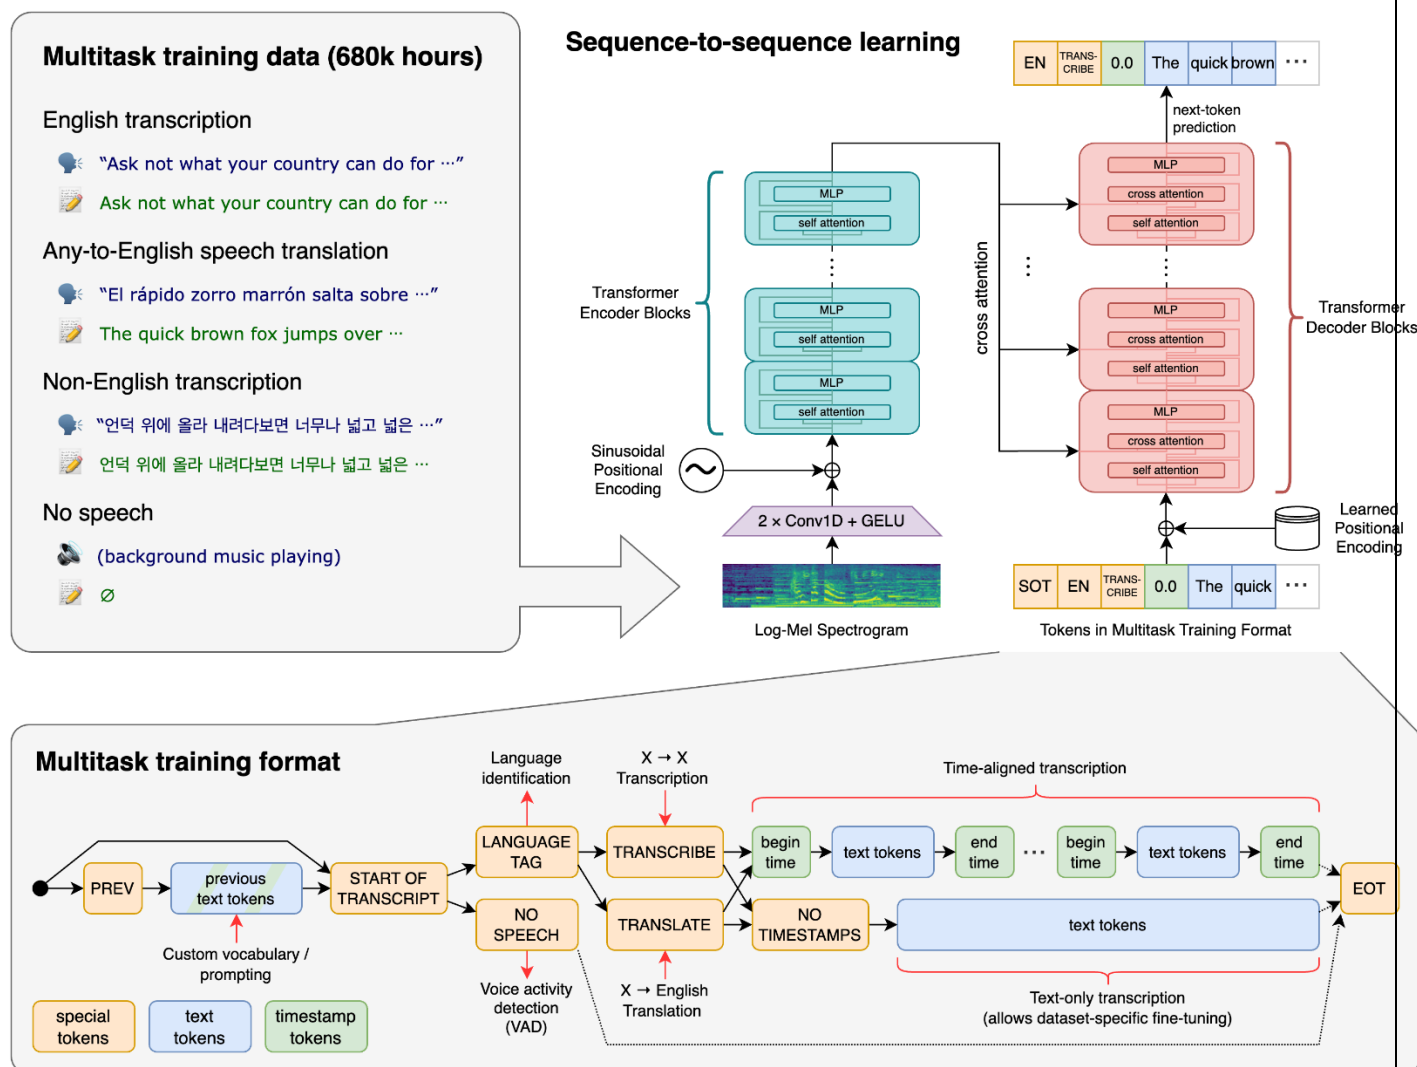 Multitask training data (680k hours)
English transcription
“Ask not what your country can do for ⋯”
Ask not what your country can do for ⋯
Any-to-English speech translation
“El rápido zorro marrón salta sobre ⋯”
The quick brown fox jumps over ⋯
Non-English transcription
“언덕 위에 올라 내려다보면 너무나 넓고 넓은 ⋯”
언덕 위에 올라 내려다보면 너무나 넓고 넓은 ⋯
No speech
(background music playing)
∅
Sequence-to-sequence learning
EN TRANS-CRIBE 0.0 The quick brown ⋯
next-token
prediction
MLP
self attention
MLP
self attention
MLP
self attention
Transformer
Encoder Blocks
Sinusoidal
Positional
Encoding
2 × Conv1D + GELU
Log-Mel Spectrogram
cross attention
MLP
cross attention
self attention
MLP
cross attention
self attention
MLP
cross attention
self attention
Transformer
Decoder Blocks
Learned
Positional
Encoding
SOT EN TRANS-CRIBE 0.0 The quick ⋯
Tokens in Multitask Training Format
Multitask training format
Language
identification
X → X
Transcription
Time-aligned transcription
PREV
previous
text tokens
START OF
TRANSCRIPT
LANGUAGE
TAG
TRANSCRIBE
begin
time
text tokens
end
time
⋯
begin
time
text tokens
end
time
EOT
NO
SPEECH
TRANSLATE
NO
TIMESTAMPS
text tokens
Custom vocabulary /
prompting
Voice activity
detection
(VAD)
X → English
Translation
Text-only transcription
(allows dataset-specific fine-tuning)
special
tokens
text
tokens
timestamp
tokens